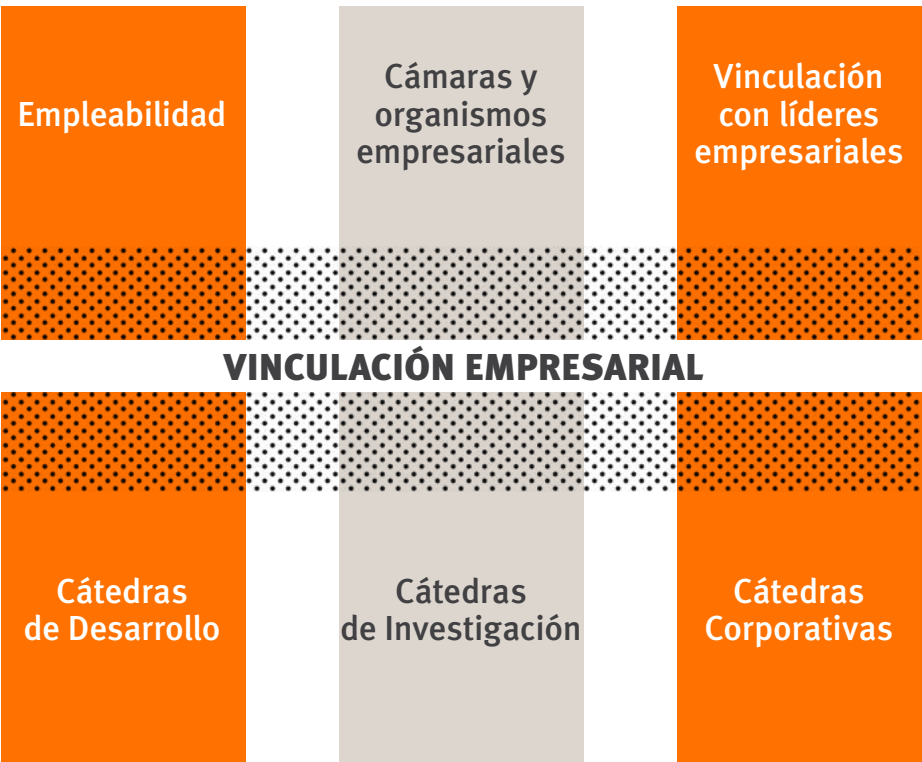 Empleabilidad
Cámaras y
organismos
empresariales
Vinculación
con líderes
empresariales
VINCULACIÓN EMPRESARIAL
Cátedras
de Desarrollo
Cátedras
de Investigación
Cátedras
Corporativas